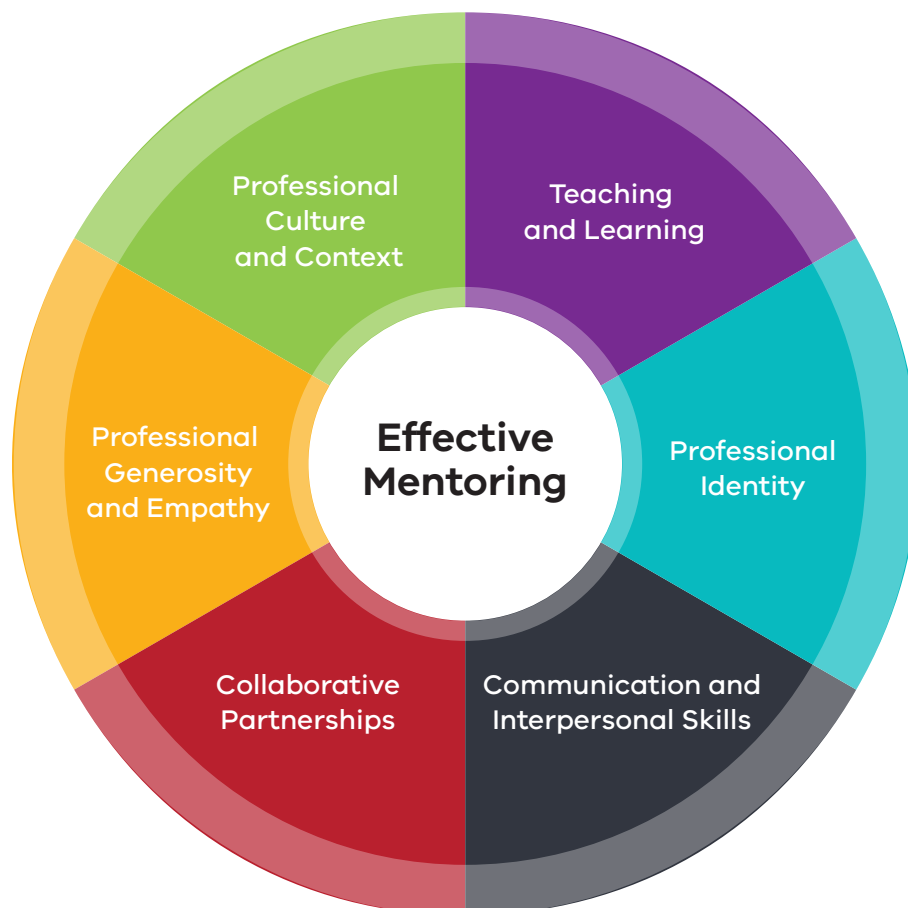 Professional
Culture
and Context
Teaching
and Learning
Professional
Generosity
and Empathy
Effective
Mentoring
Professional
Identity
Collaborative
Partnerships
Communication and
Interpersonal Skills